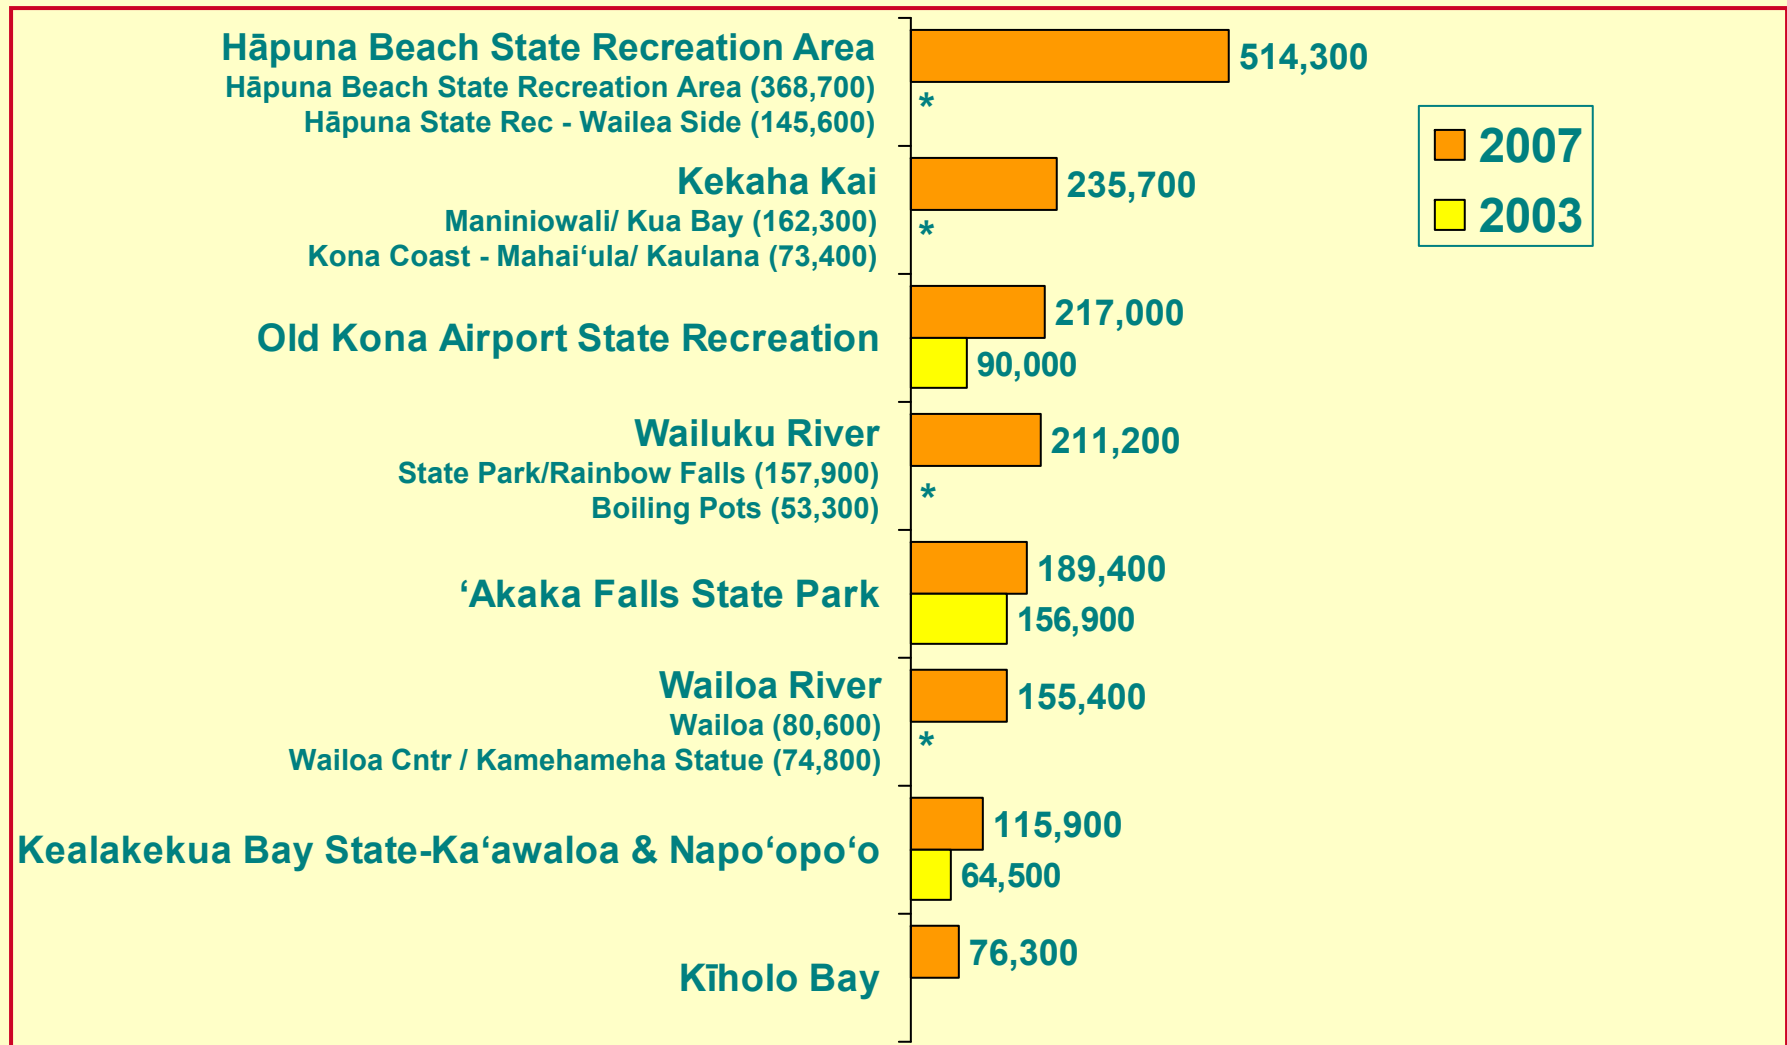 Hāpuna Beach State Recreation Area
Hāpuna Beach State Recreation Area (368,700)
Hāpuna State Rec - Wailea Side (145,600)
514,300
*
2007
2003
Kekaha Kai
Maniniowali/ Kua Bay (162,300)
Kona Coast - Mahai‘ula/ Kaulana (73,400)
235,700
*
Old Kona Airport State Recreation
217,000
90,000
Wailuku River
State Park/Rainbow Falls (157,900)
Boiling Pots (53,300)
211,200
*
‘Akaka Falls State Park
189,400
156,900
Wailoa River
Wailoa (80,600)
Wailoa Cntr / Kamehameha Statue (74,800)
155,400
*
Kealakekua Bay State-Ka‘awaloa & Napo‘opo‘o
115,900
64,500
Kīholo Bay
76,300